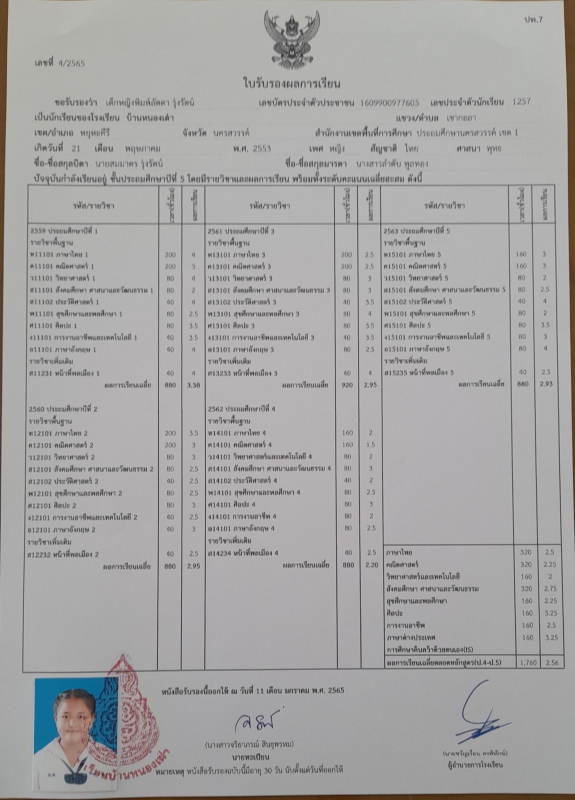 ปพ.7
เลขที่ 4/2565
ใบรับรองผลการเรียน
ขอรับรองว่า เด็กหญิงพิมพ์ลัดดา รุ่งรัตน์ เลขบัตรประจำตัวประชาชน 1609900977605 เลขประจำตัวนักเรียน 1257
เป็นนักเรียนของโรงเรียน บ้านหนองเต่า แขวง/ตำบล เขากะลา
เขต/อำเภอ พยุหะคีรี จังหวัด นครสวรรค์ สำนักงานเขตพื้นที่การศึกษา ประถมศึกษานครสวรรค์ เขต 1
เกิดวันที่ 21 เดือน พฤษภาคม พ.ศ. 2553 เพศ หญิง สัญชาติ ไทย ศาสนา พุทธ
ชื่อ-ชื่อสกุลบิดา นายสมมาตร รุ่งรัตน์ ชื่อ-ชื่อสกุลมารดา นางสาวลำดับ พูลทอง
ปัจจุบันกำลังเรียนอยู่ ชั้นประถมศึกษาปีที่ 5 โดยมีรายวิชาและผลการเรียน พร้อมทั้งระดับคะแนนเฉลี่ยสะสม ดังนี้
รหัส/รายวิชา เวลา(ชั่วโมง) ผลการเรียน รหัส/รายวิชา เวลา(ชั่วโมง) ผลการเรียน รหัส/รายวิชา เวลา(ชั่วโมง) ผลการเรียน
2559 ประถมศึกษาปีที่ 1
รายวิชาพื้นฐาน
ท11101 ภาษาไทย 1 200 4
ค11101 คณิตศาสตร์ 1 200 3
ว11101 วิทยาศาสตร์ 1 80 4
ส11101 สังคมศึกษา ศาสนาและวัฒนธรรม 1 80 2
ส11102 ประวัติศาสตร์ 1 40 4
พ11101 สุขศึกษาและพลศึกษา 1 80 2.5
ศ11101 ศิลปะ 1 80 3.5
ง11101 การงานอาชีพและเทคโนโลยี 1 40 3.5
อ11101 ภาษาอังกฤษ 1 40 4
รายวิชาเพิ่มเติม
ส11231 หน้าที่พลเมือง 1 40 4
ผลการเรียนเฉลี่ย 880 3.38
2560 ประถมศึกษาปีที่ 2
รายวิชาพื้นฐาน
ท12101 ภาษาไทย 2 200 3.5
ค12101 คณิตศาสตร์ 2 200 3
ว12101 วิทยาศาสตร์ 2 80 3
ส12101 สังคมศึกษา ศาสนาและวัฒนธรรม 2 80 2.5
ส12102 ประวัติศาสตร์ 2 40 2.5
พ12101 สุขศึกษาและพลศึกษา 2 80 2.5
ศ12101 ศิลปะ 2 80 3
ง12101 การงานอาชีพและเทคโนโลยี 2 40 2.5
อ12101 ภาษาอังกฤษ 2 40 3
รายวิชาเพิ่มเติม
ส12232 หน้าที่พลเมือง 2 40 2.5
ผลการเรียนเฉลี่ย 880 2.95
2561 ประถมศึกษาปีที่ 3
รายวิชาพื้นฐาน
ท13101 ภาษาไทย 3 200 2.5
ค13101 คณิตศาสตร์ 3 200 2.5
ว13101 วิทยาศาสตร์ 3 80 3
ส13101 สังคมศึกษา ศาสนาและวัฒนธรรม 3 80 3
ส13102 ประวัติศาสตร์ 3 40 3.5
พ13101 สุขศึกษาและพลศึกษา 3 80 4
ศ13101 ศิลปะ 3 80 3.5
ง13101 การงานอาชีพและเทคโนโลยี 3 40 3.5
อ13101 ภาษาอังกฤษ 3 80 2.5
รายวิชาเพิ่มเติม
ส13233 หน้าที่พลเมือง 3 40 4
ผลการเรียนเฉลี่ย 920 2.95
2562 ประถมศึกษาปีที่ 4
รายวิชาพื้นฐาน
ท14101 ภาษาไทย 4 160 2
ค14101 คณิตศาสตร์ 4 160 1.5
ว14101 วิทยาศาสตร์และเทคโนโลยี 4 80 2
ส14101 สังคมศึกษา ศาสนาและวัฒนธรรม 4 80 3
ส14102 ประวัติศาสตร์ 4 40 2
พ14101 สุขศึกษาและพลศึกษา 4 80 2.5
ศ14101 ศิลปะ 4 80 3
ง14101 การงานอาชีพ 4 80 2
อ14101 ภาษาอังกฤษ 4 80 2.5
รายวิชาเพิ่มเติม
ส14234 หน้าที่พลเมือง 4 40 2.5
ผลการเรียนเฉลี่ย 880 2.20
2563 ประถมศึกษาปีที่ 5
รายวิชาพื้นฐาน
ท15101 ภาษาไทย 5 160 3
ค15101 คณิตศาสตร์ 5 160 3
ว15101 วิทยาศาสตร์ 5 80 2
ส15101 สังคมศึกษา ศาสนาและวัฒนธรรม 5 80 2.5
ส15102 ประวัติศาสตร์ 5 40 4
พ15101 สุขศึกษาและพลศึกษา 5 80 2
ศ15101 ศิลปะ 5 80 3.5
ง15101 การงานอาชีพและเทคโนโลยี 5 80 3
อ15101 ภาษาอังกฤษ 5 80 4
รายวิชาเพิ่มเติม
ส15235 หน้าที่พลเมือง 5 40 2.5
ผลการเรียนเฉลี่ย 880 2.93
ภาษาไทย 320 2.5
คณิตศาสตร์ 320 2.25
วิทยาศาสตร์และเทคโนโลยี 160 2
สังคมศึกษา ศาสนาและวัฒนธรรม 320 2.75
สุขศึกษาและพลศึกษา 160 2.25
ศิลปะ 160 3.25
การงานอาชีพ 160 2.5
ภาษาต่างประเทศ 160 3.25
การศึกษาค้นคว้าด้วยตนเอง(IS)
ผลการเรียนเฉลี่ยตลอดหลักสูตร(ป.4-ป.5) 1,760 2.56
หนังสือรับรองนี้ออกให้ ณ วันที่ 11 เดือน มกราคม พ.ศ. 2565
นายทะเบียน
ผู้อำนวยการโรงเรียน
โรงเรียนบ้านหนองเต่า
หมายเหตุ หนังสือรับรองฉบับนี้มีอายุ 30 วัน นับตั้งแต่วันที่ออกให้